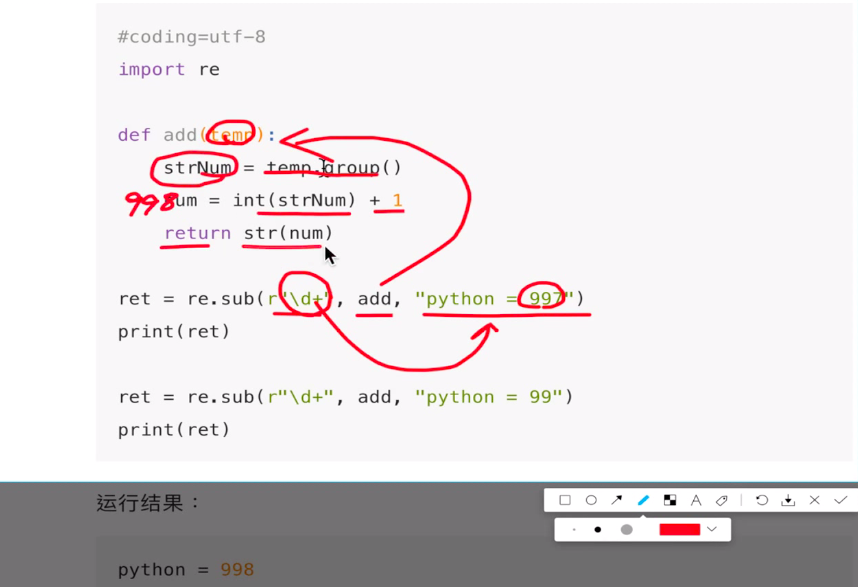 #coding=utf-8
import re
def add(temp):
strNum = temp.group()
998 num = int(strNum) + 1
return str(num)
ret = re.sub(r"\d+", add, "python = 997")
print(ret)
ret = re.sub(r"\d+", add, "python = 99")
print(ret)
运行结果：
A
python = 998